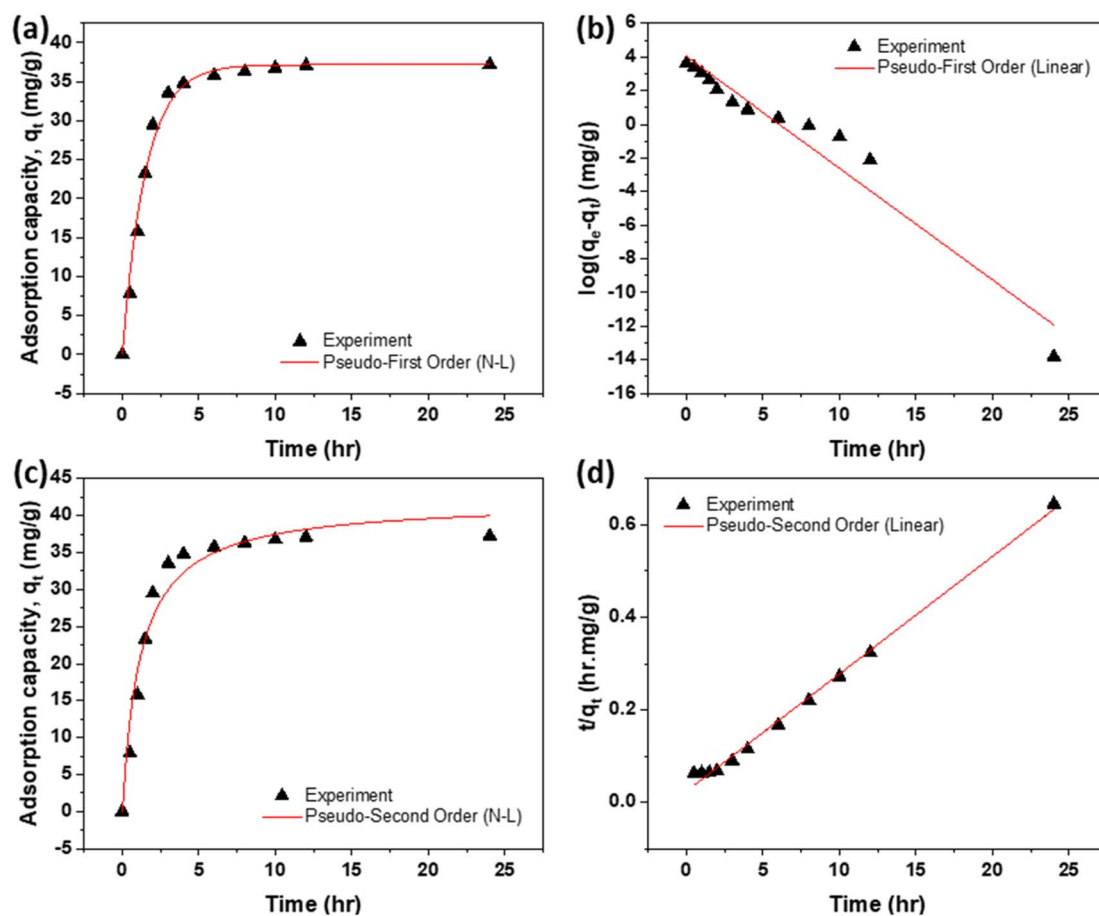 (a)
Adsorption capacity, qt (mg/g)
40
35
30
25
20
15
10
5
0
-5
▲ Experiment
Pseudo-First Order (N-L)
0 5 10 15 20 25
Time (hr)
(b)
log(qe-qt) (mg/g)
6
4
2
0
-2
-4
-6
-8
-10
-12
-14
-16
▲ Experiment
Pseudo-First Order (Linear)
0 5 10 15 20 25
Time (hr)
(c)
Adsorption capacity, qt (mg/g)
45
40
35
30
25
20
15
10
5
0
-5
▲ Experiment
Pseudo-Second Order (N-L)
0 5 10 15 20 25
Time (hr)
(d)
t/qt (hr.mg/g)
0.6
0.4
0.2
0.0
▲ Experiment
Pseudo-Second Order (Linear)
0 5 10 15 20 25
Time (hr)